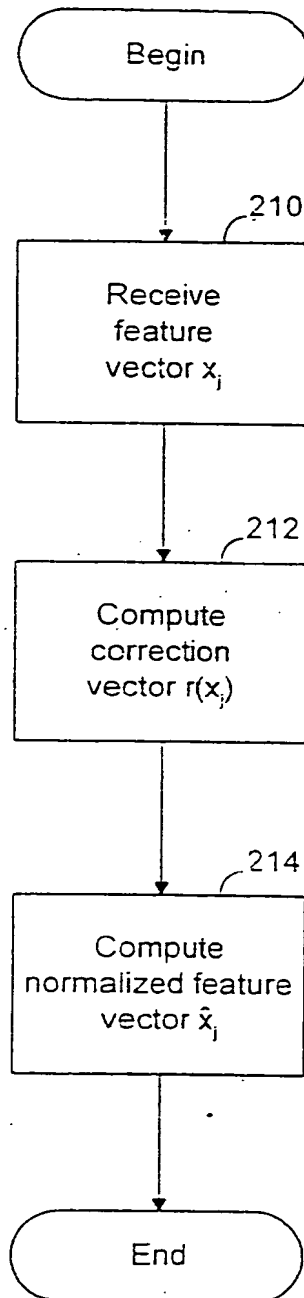 Begin
210
Receive
feature
vector xⱼ
212
Compute
correction
vector r(xⱼ)
214
Compute
normalized feature
vector x̂ⱼ
End